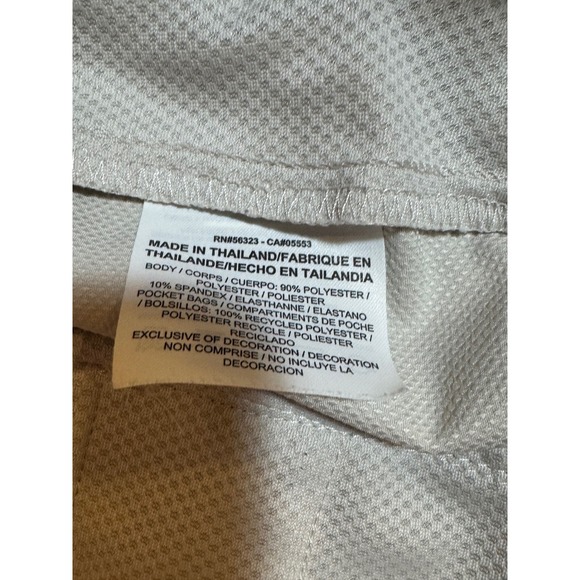 RN#56323 - CA#05553
MADE IN THAILAND/FABRIQUE EN
THAILANDE/HECHO EN TAILANDIA
BODY / CORPS / CUERPO: 90% POLYESTER /
POLYESTER / POLIESTER
10% SPANDEX / ELASTHANNE / ELASTANO
POCKET BAGS / COMPARTIMENTS DE POCHE
/ BOLSILLOS: 100% RECYCLED POLYESTER /
POLYESTER RECYCLE / POLIESTER
RECICLADO
EXCLUSIVE OF DECORATION / DECORATION
NON COMPRISE / NO INCLUYE LA
DECORACION